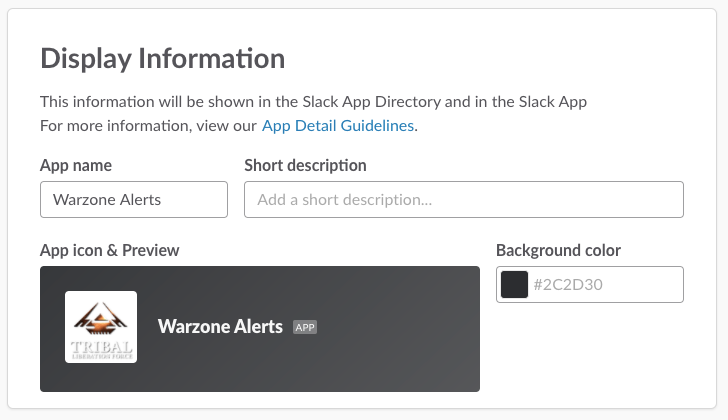 Display Information
This information will be shown in the Slack App Directory and in the Slack App
For more information, view our App Detail Guidelines.
App name
Short description
Warzone Alerts
Add a short description...
App icon & Preview
Background color
#2C2D30
Warzone Alerts APP
TRIBAL
LIBERATION FORCE